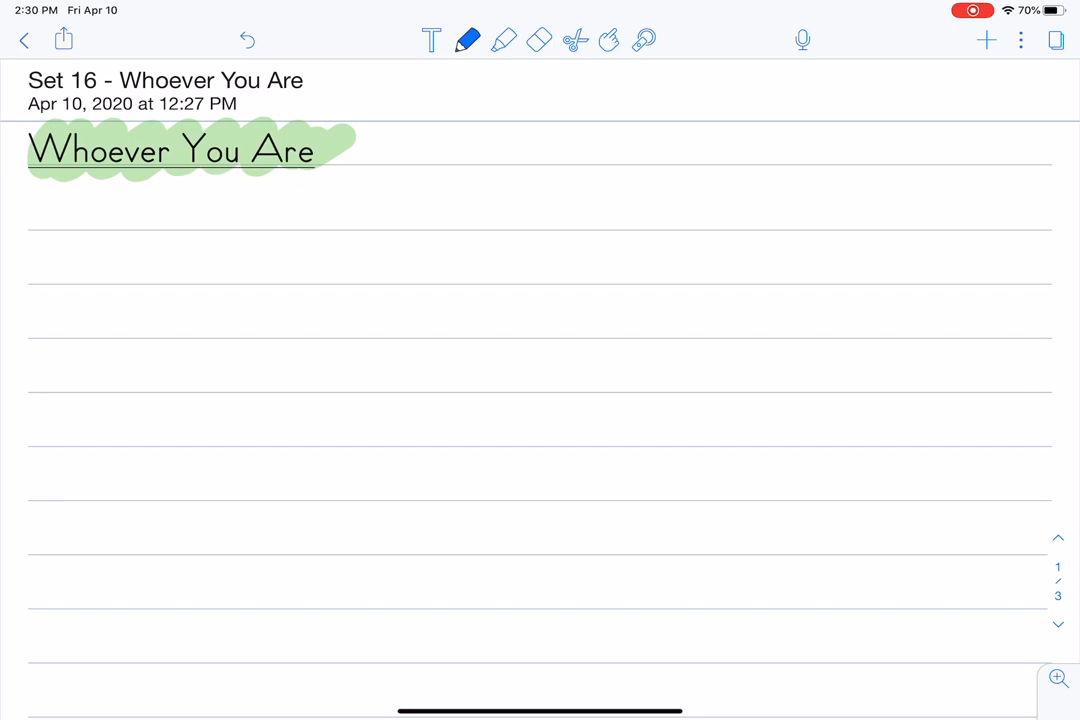 2:30 PM Fri Apr 10 70%
T
Set 16 - Whoever You Are
Apr 10, 2020 at 12:27 PM
Whoever You Are
1
/
3